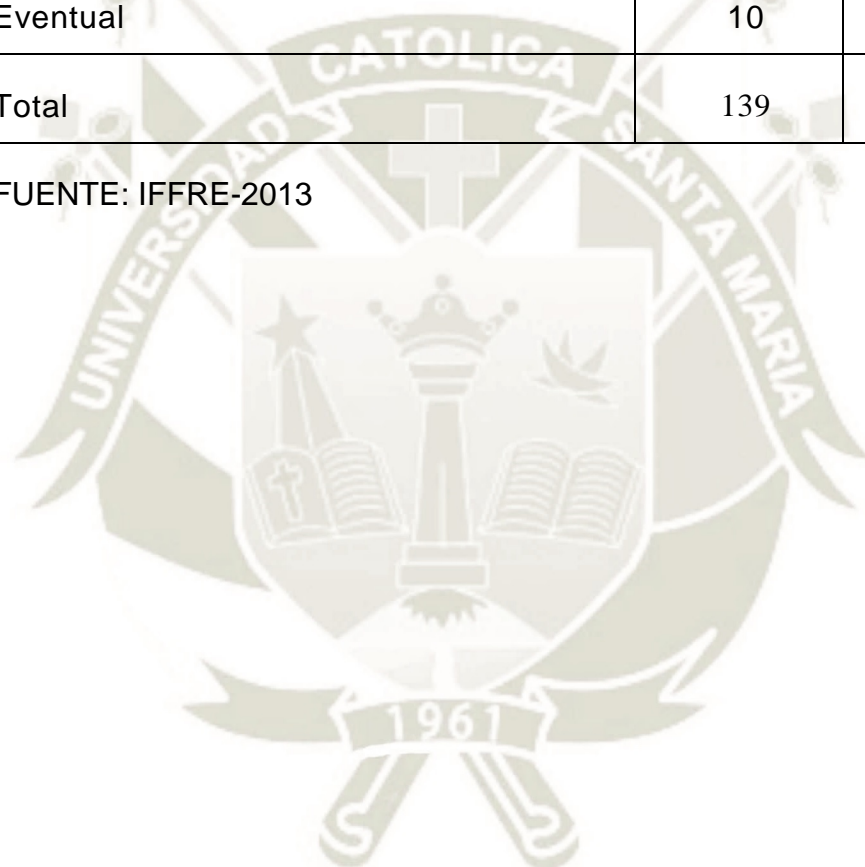 Eventual 10
Total 139
FUENTE: IFFRE-2013
UNIVERSIDAD CATOLICA SANTA MARIA
1961